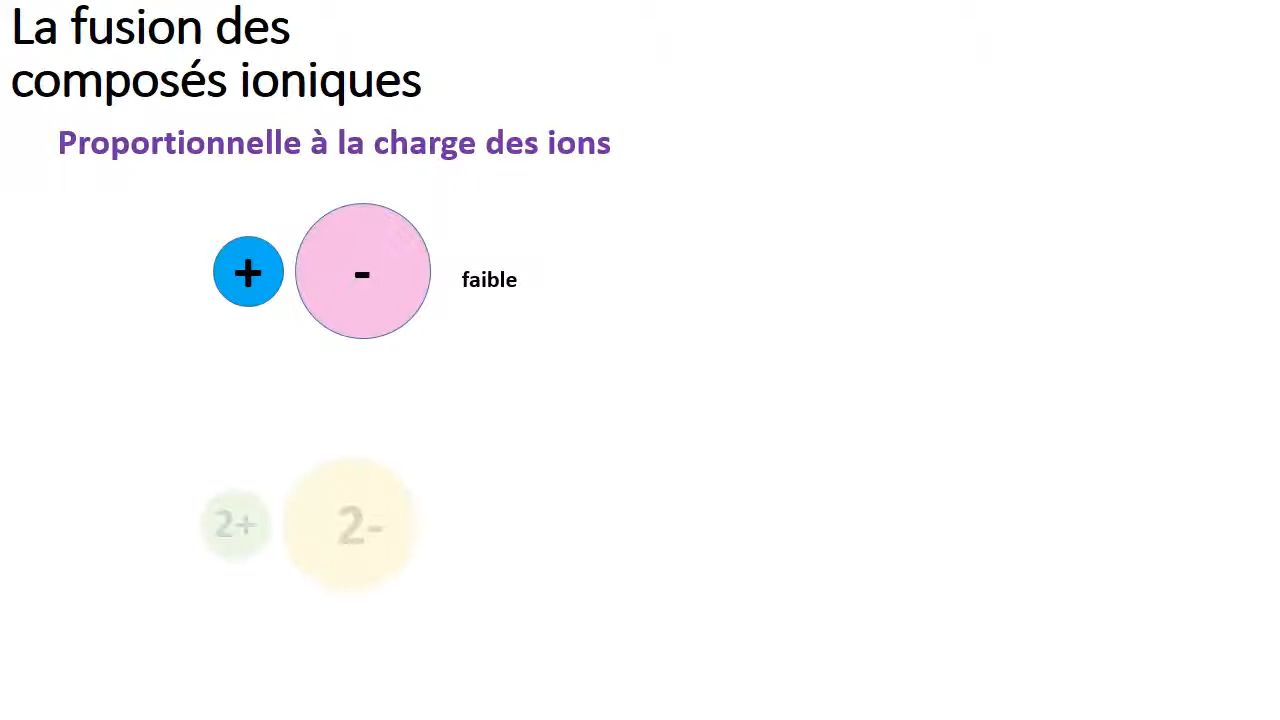 La fusion des
composés ioniques
Proportionnelle à la charge des ions
+ -
faible
2+ 2-